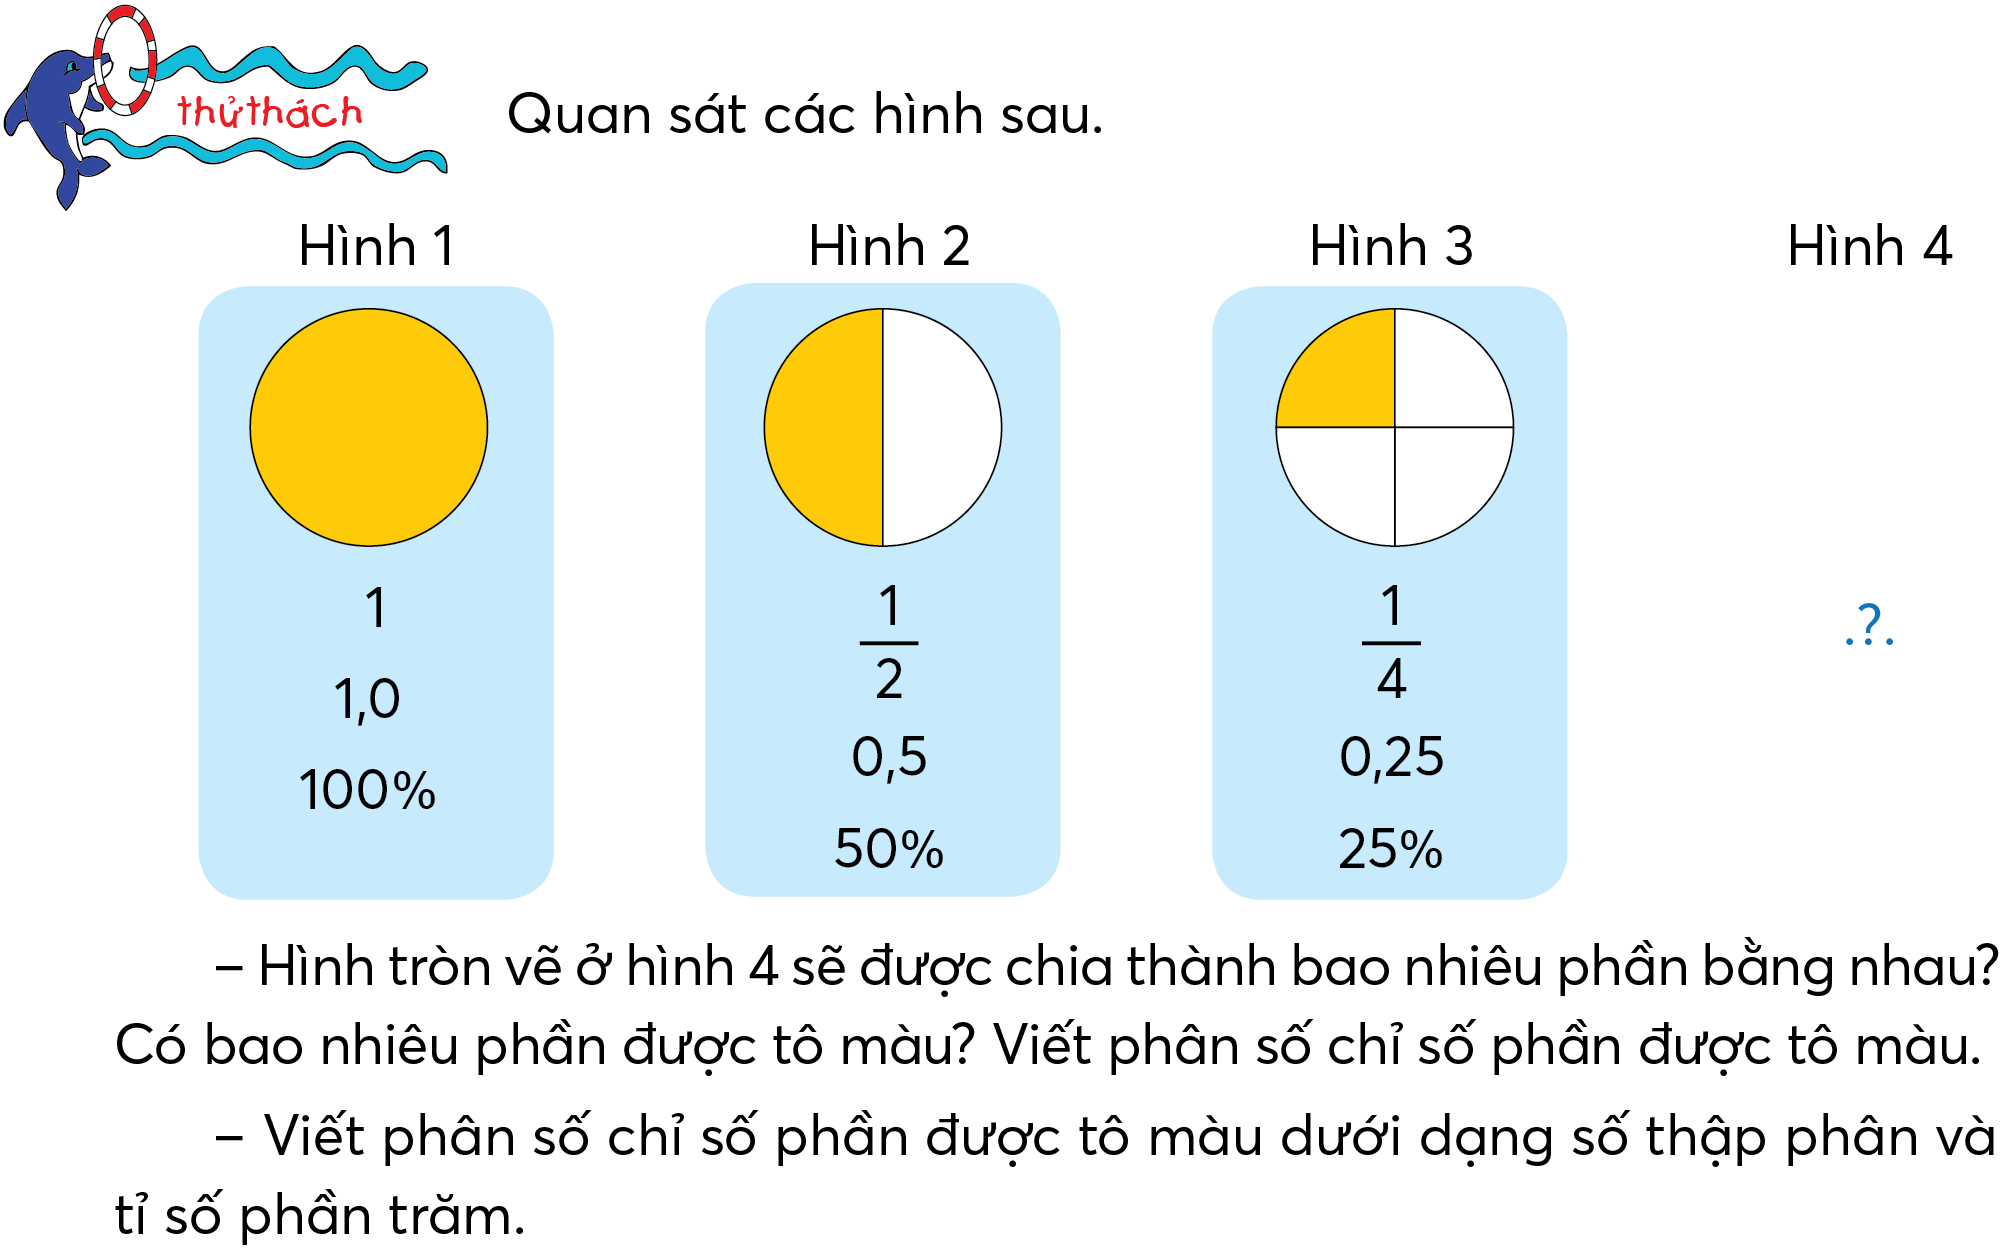 thử thách
Quan sát các hình sau.
Hình 1 Hình 2 Hình 3 Hình 4
1
1,0
100%
1
2
0,5
50%
1
4
0,25
25%
.?.
– Hình tròn vẽ ở hình 4 sẽ được chia thành bao nhiêu phần bằng nhau?
Có bao nhiêu phần được tô màu? Viết phân số chỉ số phần được tô màu.
– Viết phân số chỉ số phần được tô màu dưới dạng số thập phân và
tỉ số phần trăm.